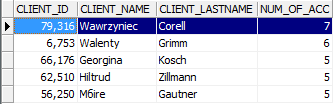 CLIENT_ID CLIENT_NAME CLIENT_LASTNAME NUM_OF_ACC
79,316 Wawrzyniec Corell 7
6,753 Walenty Grimm 6
66,176 Georgina Kosch 5
62,510 Hiltrud Zillmann 5
56,250 Мбire Gautner 5